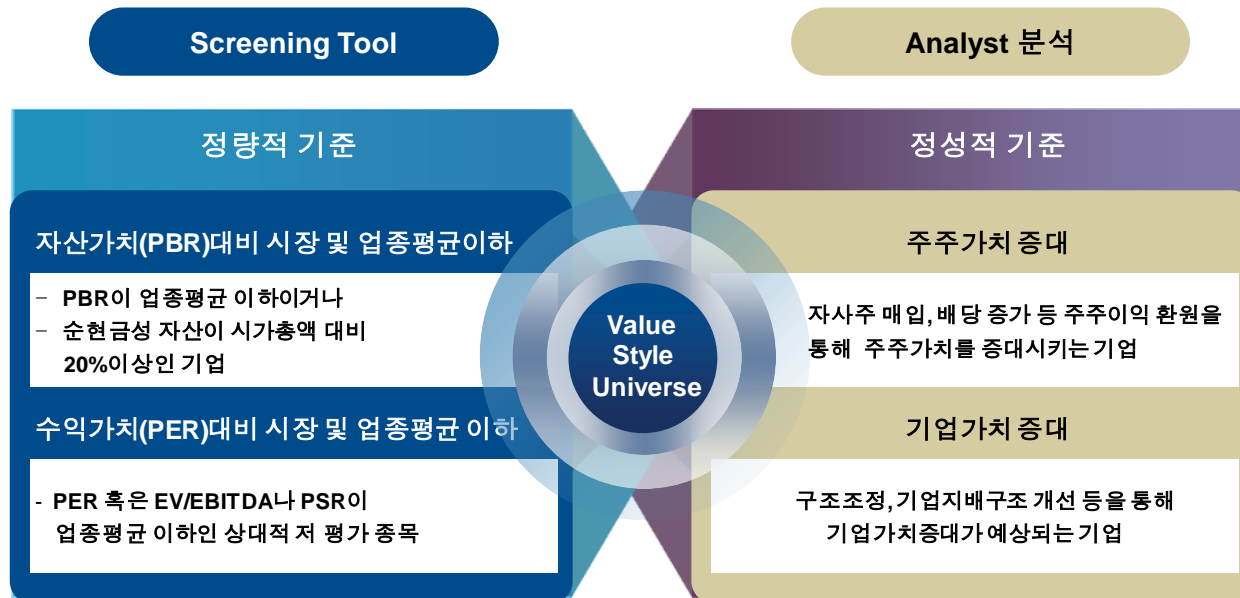 Screening Tool
정량적 기준
자산가치(PBR)대비 시장 및 업종평균이하
– PBR이 업종평균 이하이거나
– 순현금성 자산이 시가총액 대비
20%이상인 기업
수익가치(PER)대비 시장 및 업종평균 이하
- PER 혹은 EV/EBITDA나 PSR이
업종평균 이하인 상대적 저 평가 종목
Value
Style
Universe
Analyst 분석
정성적 기준
주주가치 증대
자사주 매입, 배당 증가 등 주주이익 환원을
통해 주주가치를 증대시키는 기업
기업가치 증대
구조조정, 기업지배구조 개선 등을 통해
기업가치증대가 예상되는 기업